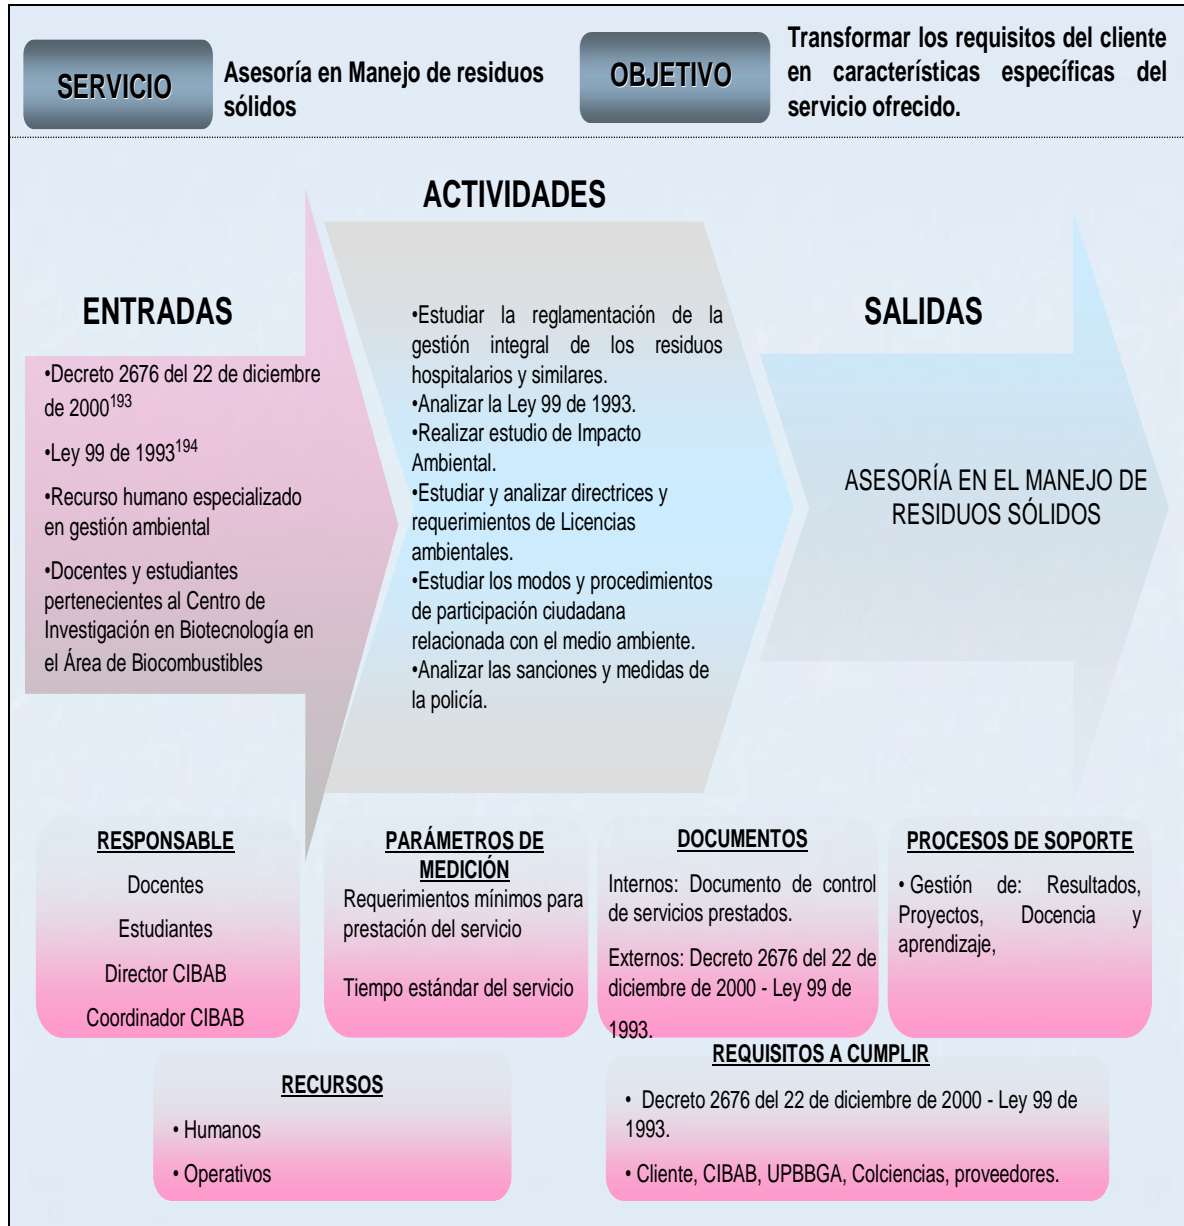 SERVICIO
Asesoría en Manejo de residuos
sólidos
OBJETIVO
Transformar los requisitos del cliente
en características específicas del
servicio ofrecido.
ENTRADAS
•Decreto 2676 del 22 de diciembre
de 2000193
•Ley 99 de 1993194
•Recurso humano especializado
en gestión ambiental
•Docentes y estudiantes
pertenecientes al Centro de
Investigación en Biotecnología en
el Área de Biocombustibles
ACTIVIDADES
•Estudiar la reglamentación de la
gestión integral de los residuos
hospitalarios y similares.
•Analizar la Ley 99 de 1993.
•Realizar estudio de Impacto
Ambiental.
•Estudiar y analizar directrices y
requerimientos de Licencias
ambientales.
•Estudiar los modos y procedimientos
de participación ciudadana
relacionada con el medio ambiente.
•Analizar las sanciones y medidas de
la policía.
SALIDAS
ASESORÍA EN EL MANEJO DE
RESIDUOS SÓLIDOS
RESPONSABLE
Docentes
Estudiantes
Director CIBAB
Coordinador CIBAB
PARÁMETROS DE
MEDICIÓN
Requerimientos mínimos para
prestación del servicio
Tiempo estándar del servicio
DOCUMENTOS
Internos: Documento de control
de servicios prestados.
Externos: Decreto 2676 del 22 de
diciembre de 2000 - Ley 99 de
1993.
PROCESOS DE SOPORTE
• Gestión de: Resultados,
Proyectos, Docencia y
aprendizaje,
RECURSOS
• Humanos
• Operativos
REQUISITOS A CUMPLIR
• Decreto 2676 del 22 de diciembre de 2000 - Ley 99 de
1993.
• Cliente, CIBAB, UPBBGA, Colciencias, proveedores.